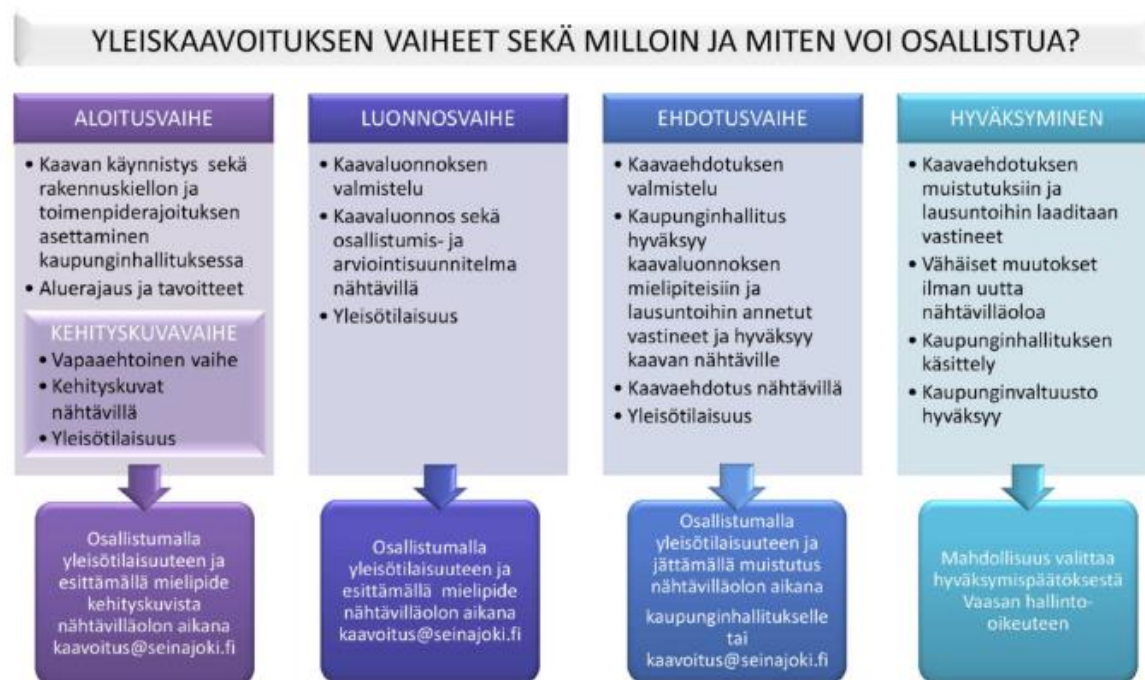 YLEISKAAVOITUKSEN VAIHEET SEKÄ MILLOIN JA MITEN VOI OSALLISTUA?
ALOITUSVAIHE
• Kaavan käynnistys sekä
rakennuskiellon ja
toimenpiderajoituksen
asettaminen
kaupunginhallituksessa
• Aluerajaus ja tavoitteet
KEHITYSKUVAVAIHE
• Vapaaehtoinen vaihe
• Kehityskuvat
nähtävillä
• Yleisötilaisuus
Osallistumalla
yleisötilaisuuteen ja
esittämällä mielipide
kehityskuvista
nähtävilläolon aikana
kaavoitus@seinajoki.fi
LUONNOSVAIHE
• Kaavaluonnoksen
valmistelu
• Kaavaluonnos sekä
osallistumis- ja
arviointisuunnitelma
nähtävillä
• Yleisötilaisuus
Osallistumalla
yleisötilaisuuteen ja
esittämällä mielipide
nähtävilläolon aikana
kaavoitus@seinajoki.fi
EHDOTUSVAIHE
• Kaavaehdotuksen
valmistelu
• Kaupunginhallitus
hyväksyy
kaavaluonnoksen
mielipiteisiin ja
lausuntoihin annetut
vastineet ja hyväksyy
kaavan nähtäville
• Kaavaehdotus nähtävillä
• Yleisötilaisuus
Osallistumalla
yleisötilaisuuteen ja
jättämällä muistutus
nähtävilläolon aikana
kaupunginhallitukselle
tai
kaavoitus@seinajoki.fi
HYVÄKSYMINEN
• Kaavaehdotuksen
muistutuksiin ja
lausuntoihin laaditaan
vastineet
• Vähäiset muutokset
ilman uutta
nähtävilläoloa
• Kaupunginhallituksen
käsittely
• Kaupunginvaltuusto
hyväksyy
Mahdollisuus valittaa
hyväksymispäätöksestä
Vaasan hallinto-
oikeuteen